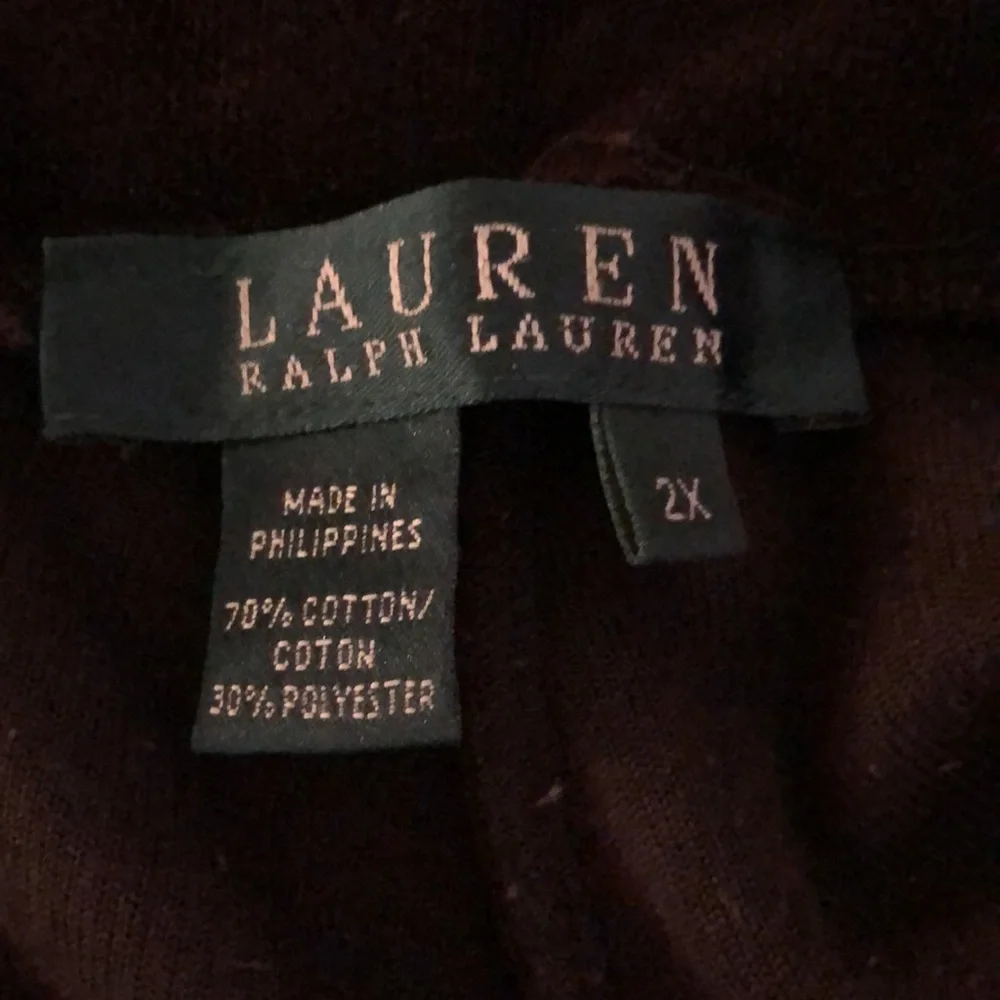 LAUREN
RALPH LAUREN
MADE IN
PHILIPPINES
70% COTTON/
COTON
30% POLYESTER
2X